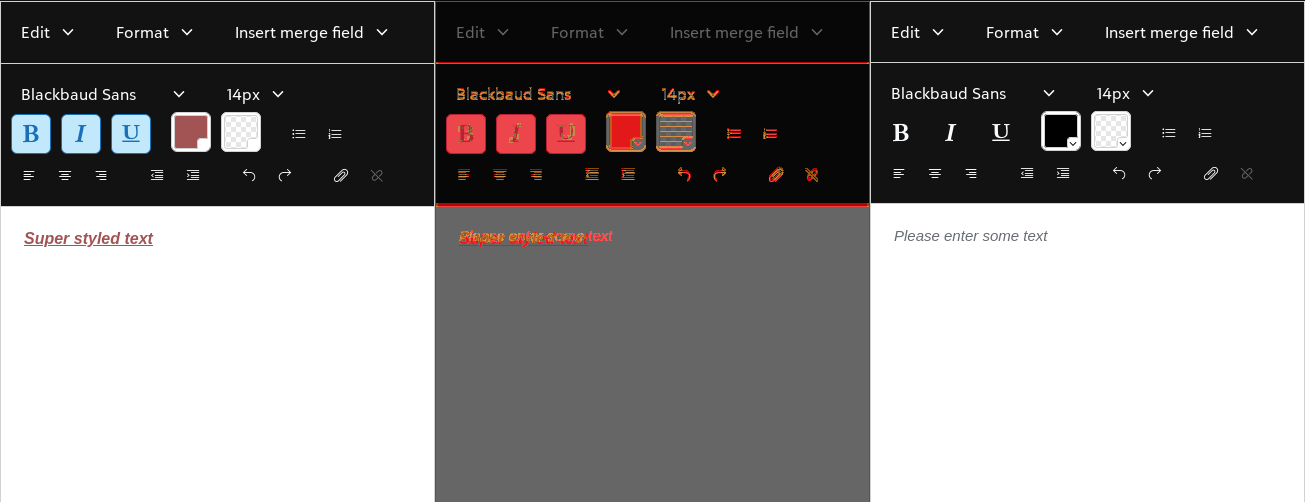 Edit Format Insert merge field
Blackbaud Sans 14px
B I U
Super styled text
Edit Format Insert merge field
Blackbaud Sans 14px
B I U
Please enter some text
Super styled text
Edit Format Insert merge field
Blackbaud Sans 14px
B I U
Please enter some text